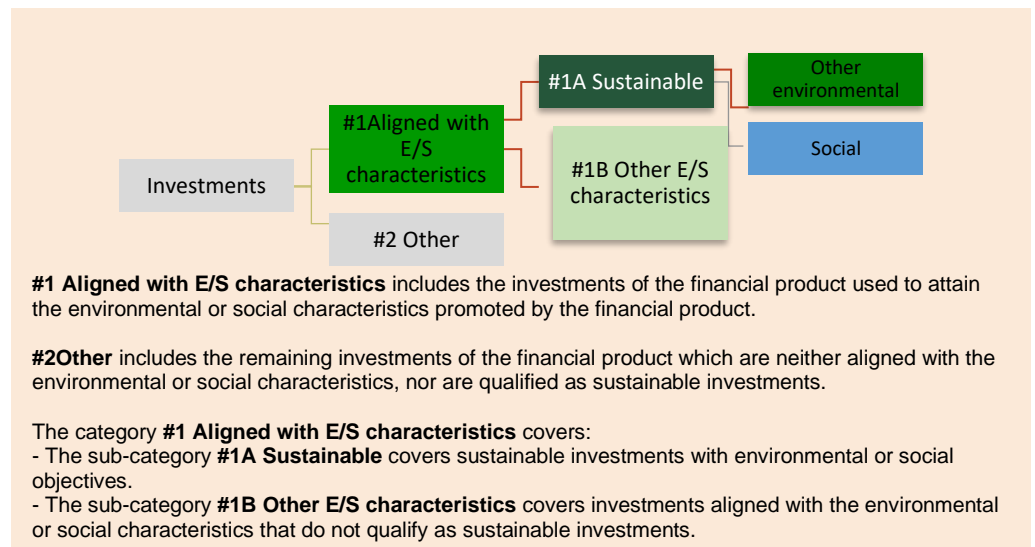 #1A Sustainable
Other
environmental
#1Aligned with
E/S
characteristics
Social
#1B Other E/S
characteristics
Investments
#2 Other
#1 Aligned with E/S characteristics includes the investments of the financial product used to attain
the environmental or social characteristics promoted by the financial product.
#2Other includes the remaining investments of the financial product which are neither aligned with the
environmental or social characteristics, nor are qualified as sustainable investments.
The category #1 Aligned with E/S characteristics covers:
- The sub-category #1A Sustainable covers sustainable investments with environmental or social
objectives.
- The sub-category #1B Other E/S characteristics covers investments aligned with the environmental
or social characteristics that do not qualify as sustainable investments.